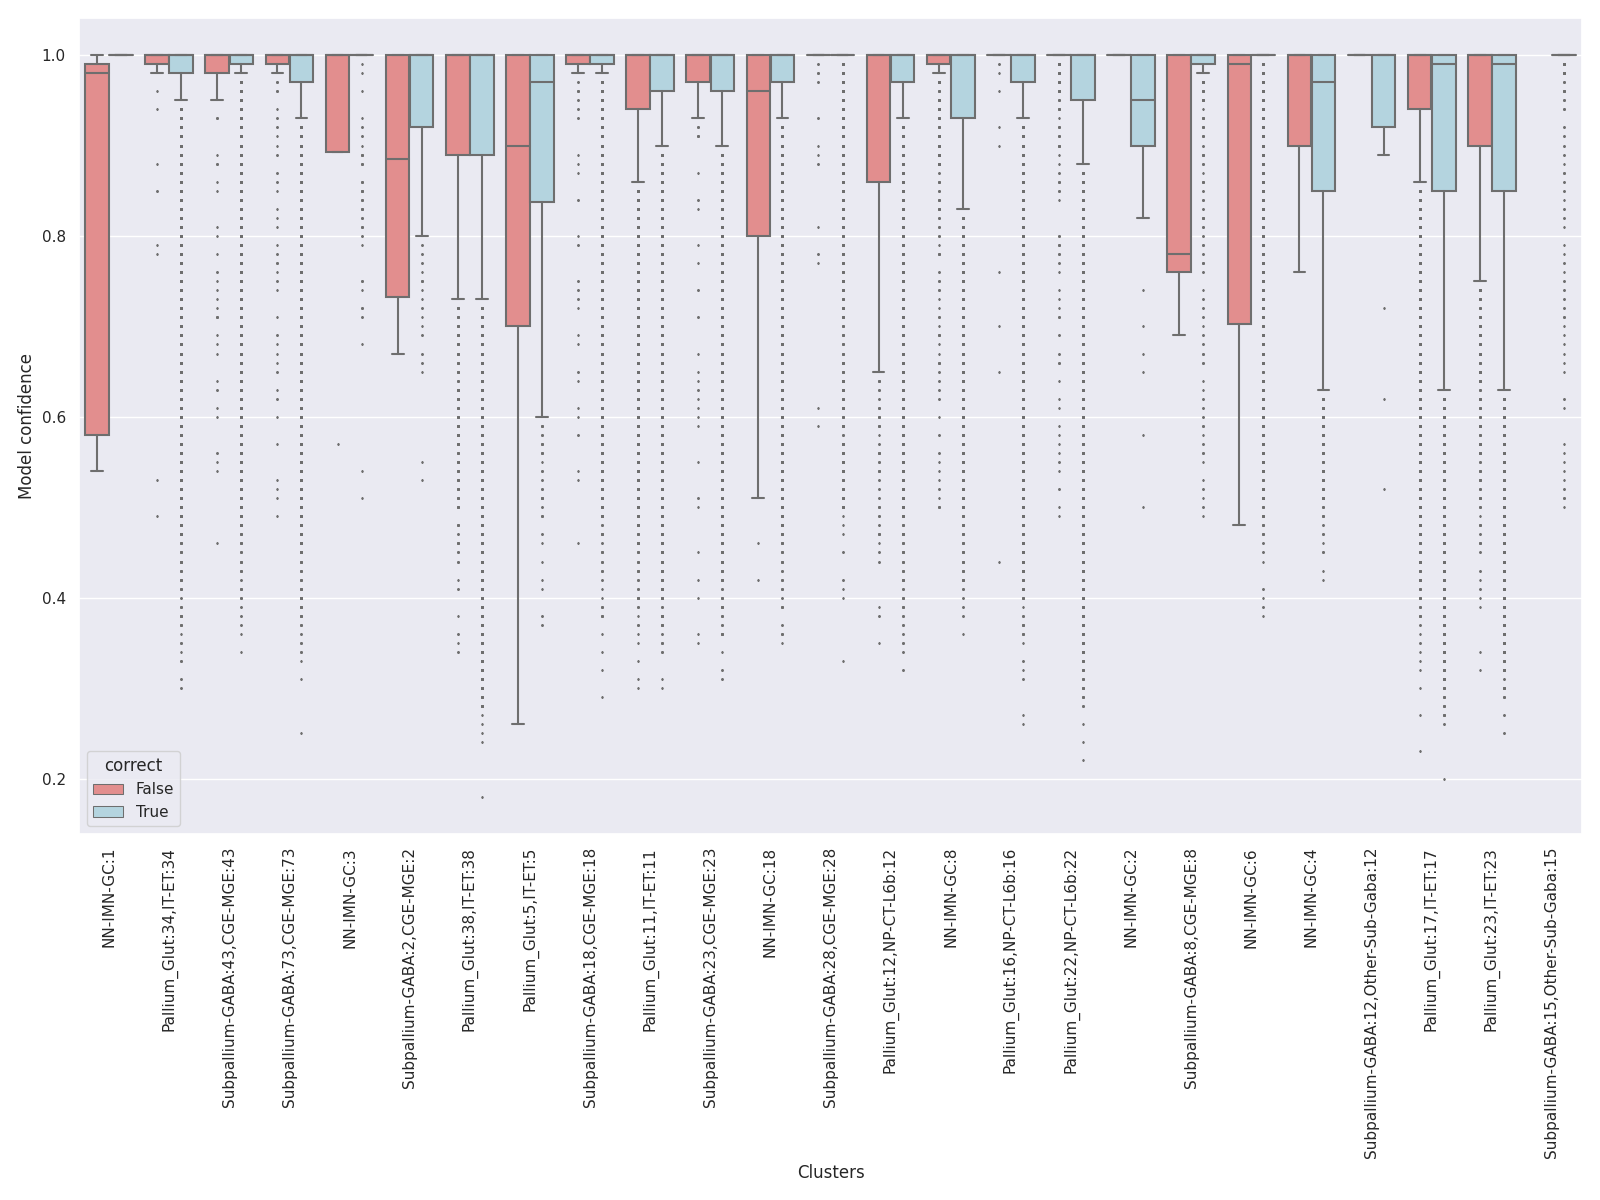 1.0
0.8
0.6
0.4
0.2
Model confidence
correct
False
True
NN-IMN-GC:1
Pallium_Glut:34,IT-ET:34
Subpallium-GABA:43,CGE-MGE:43
Subpallium-GABA:73,CGE-MGE:73
NN-IMN-GC:3
Subpallium-GABA:2,CGE-MGE:2
Pallium_Glut:38,IT-ET:38
Pallium_Glut:5,IT-ET:5
Subpallium-GABA:18,CGE-MGE:18
Pallium_Glut:11,IT-ET:11
Subpallium-GABA:23,CGE-MGE:23
NN-IMN-GC:18
Subpallium-GABA:28,CGE-MGE:28
Pallium_Glut:12,NP-CT-L6b:12
NN-IMN-GC:8
Pallium_Glut:16,NP-CT-L6b:16
Pallium_Glut:22,NP-CT-L6b:22
NN-IMN-GC:2
Subpallium-GABA:8,CGE-MGE:8
NN-IMN-GC:6
NN-IMN-GC:4
Subpallium-GABA:12,Other-Sub-Gaba:12
Pallium_Glut:17,IT-ET:17
Pallium_Glut:23,IT-ET:23
Subpallium-GABA:15,Other-Sub-Gaba:15
Clusters